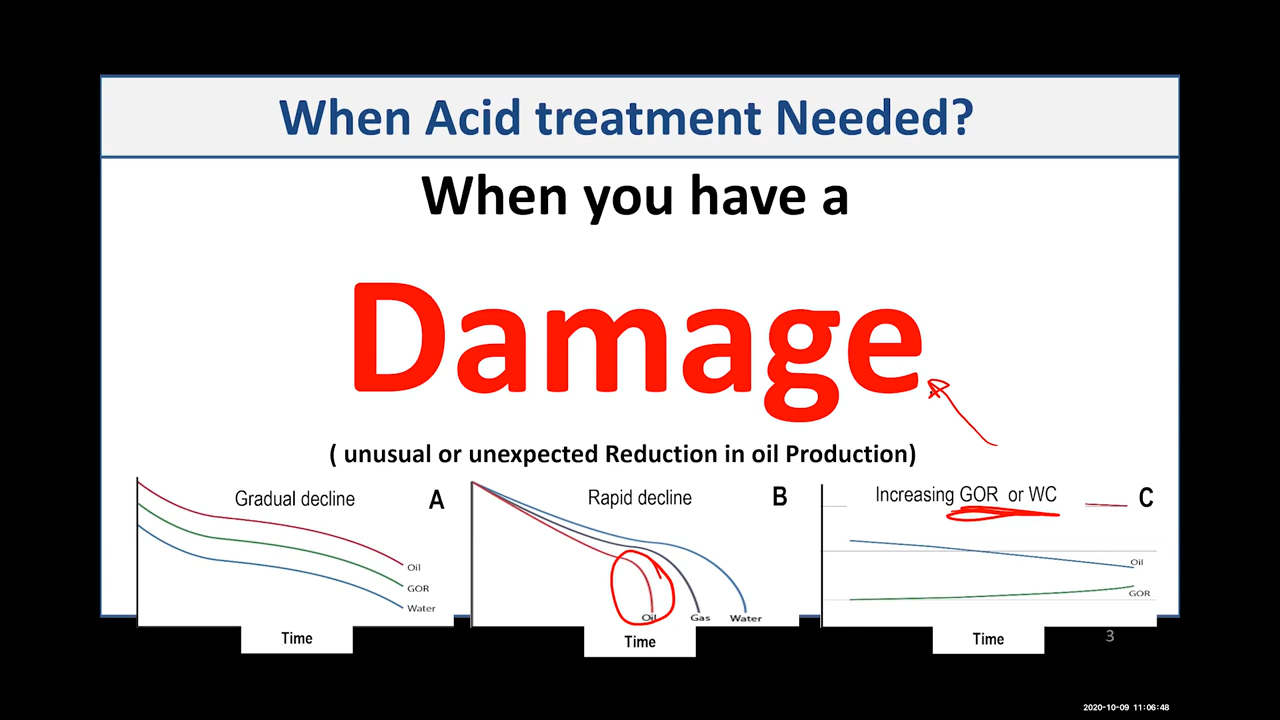 When Acid treatment Needed?
When you have a
Damage
( unusual or unexpected Reduction in oil Production)
Gradual decline
A
Oil
GOR
Water
Time
Rapid decline
B
Oil
Gas
Water
Time
Increasing GOR or WC
C
Oil
GOR
Time
3
2020-10-09 11:06:48